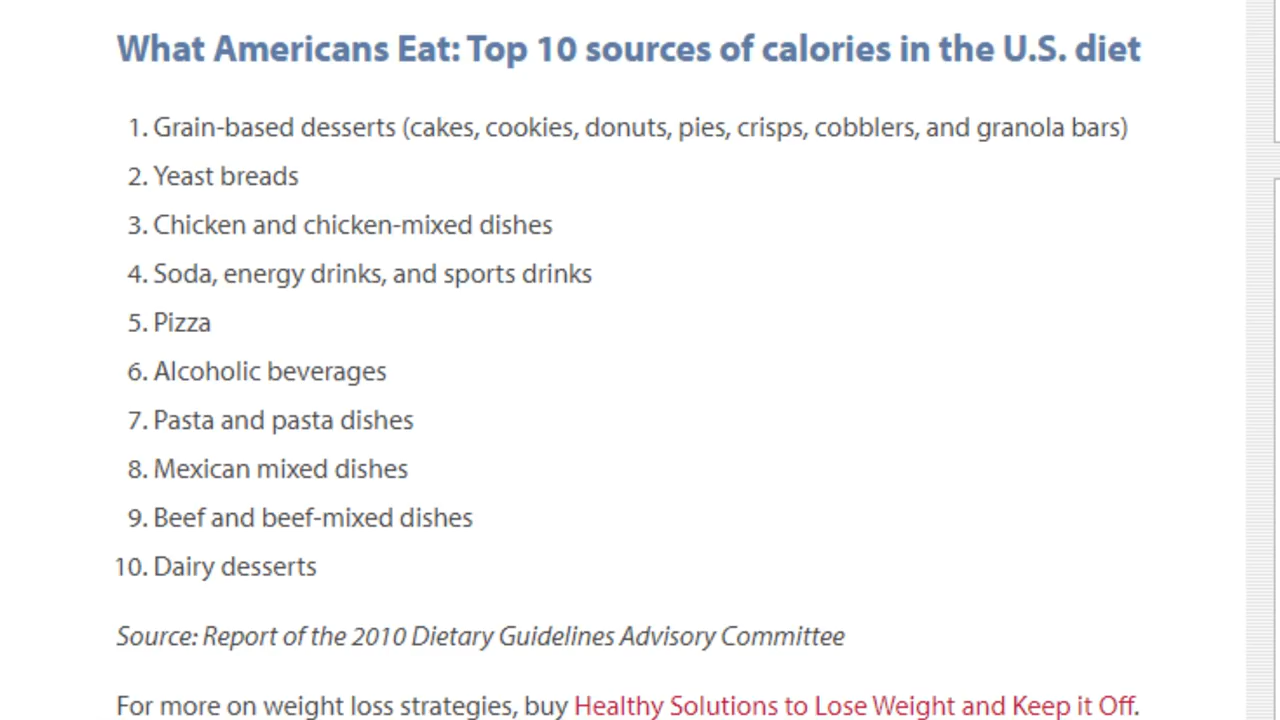 What Americans Eat: Top 10 sources of calories in the U.S. diet
1. Grain-based desserts (cakes, cookies, donuts, pies, crisps, cobblers, and granola bars)
2. Yeast breads
3. Chicken and chicken-mixed dishes
4. Soda, energy drinks, and sports drinks
5. Pizza
6. Alcoholic beverages
7. Pasta and pasta dishes
8. Mexican mixed dishes
9. Beef and beef-mixed dishes
10. Dairy desserts
Source: Report of the 2010 Dietary Guidelines Advisory Committee
For more on weight loss strategies, buy Healthy Solutions to Lose Weight and Keep it Off.